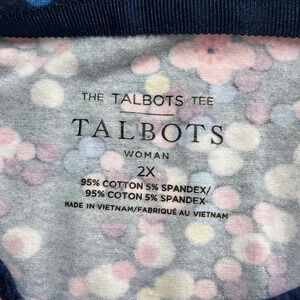 THE TALBOTS TEE
TALBOTS
WOMAN
2X
95% COTTON 5% SPANDEX/
95% COTON 5% SPANDEX
MADE IN VIETNAM/FABRIQUÉ AU VIETNAM